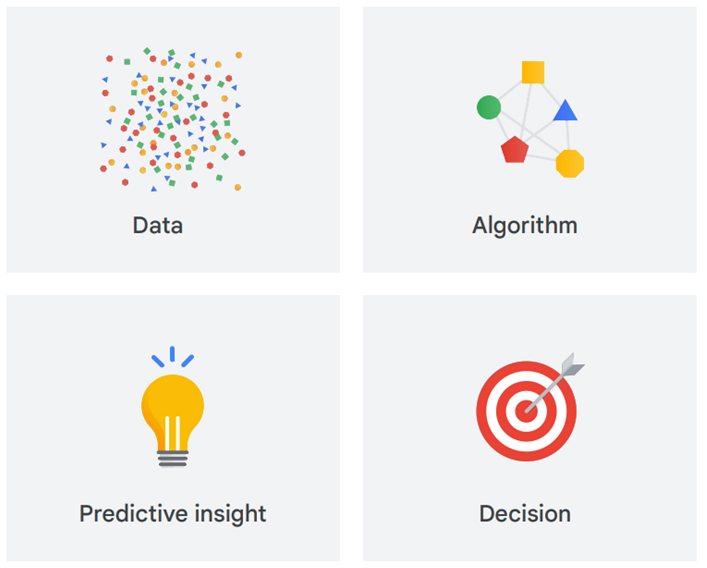 Data
Algorithm
Predictive insight
Decision